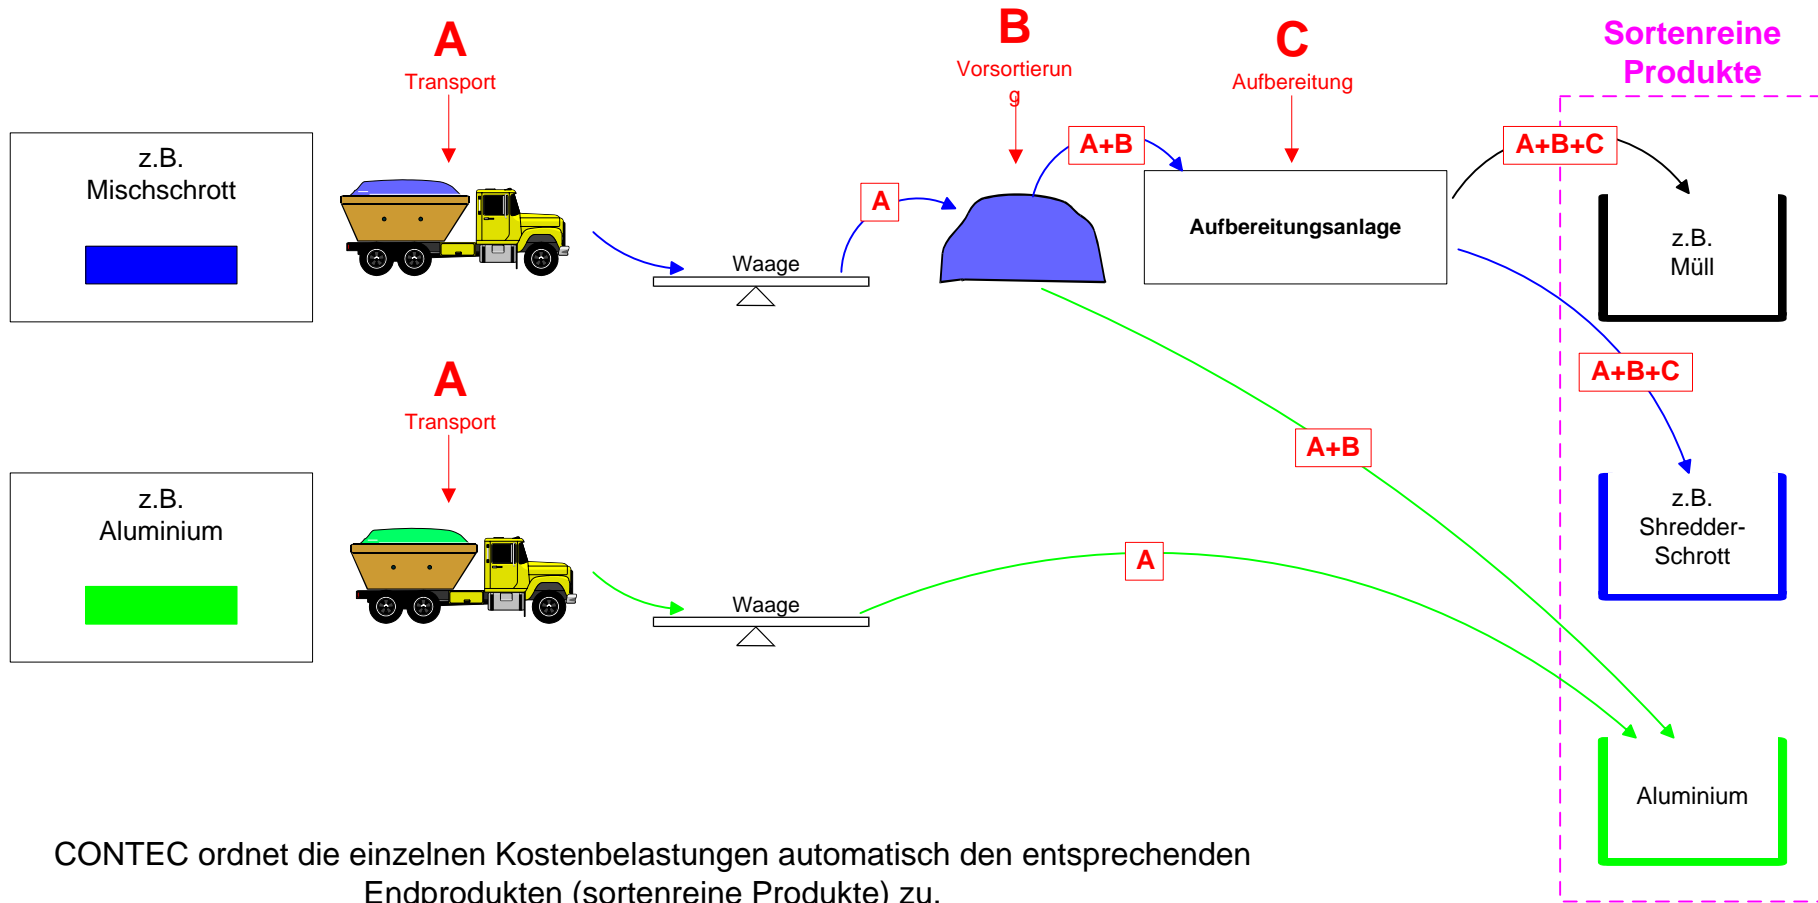 A
Transport
B
Vorsortierun
g
C
Aufbereitung
Sortenreine
Produkte
z.B.
Mischschrott
A
A+B
A+B+C
Waage
Aufbereitungsanlage
z.B.
Müll
A+B+C
A
Transport
A+B
z.B.
Aluminium
A
Waage
z.B.
Shredder-
Schrott
Aluminium
CONTEC ordnet die einzelnen Kostenbelastungen automatisch den entsprechenden
Endprodukten (sortenreine Produkte) zu.